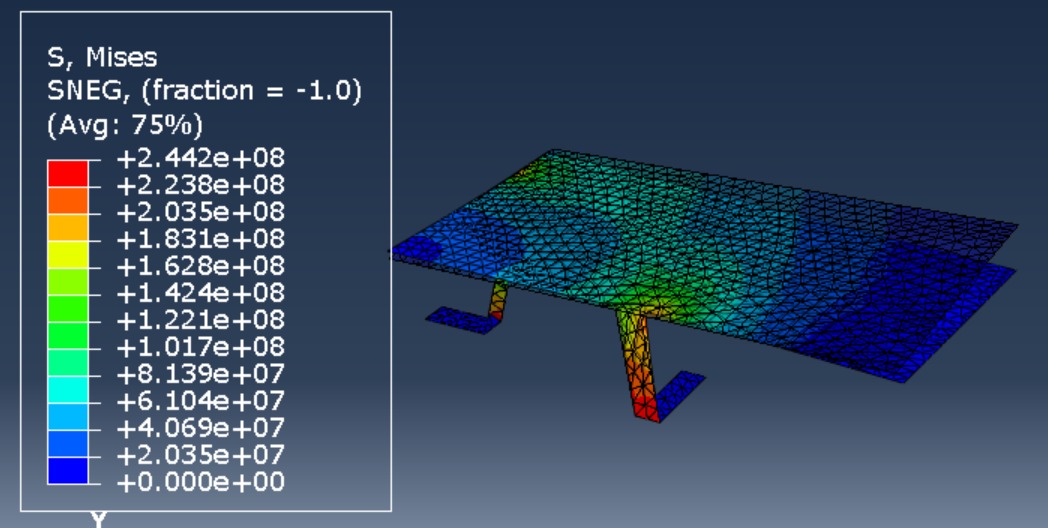 S, Mises
SNEG, (fraction = -1.0)
(Avg: 75%)
+2.442e+08
+2.238e+08
+2.035e+08
+1.831e+08
+1.628e+08
+1.424e+08
+1.221e+08
+1.017e+08
+8.139e+07
+6.104e+07
+4.069e+07
+2.035e+07
+0.000e+00
Y